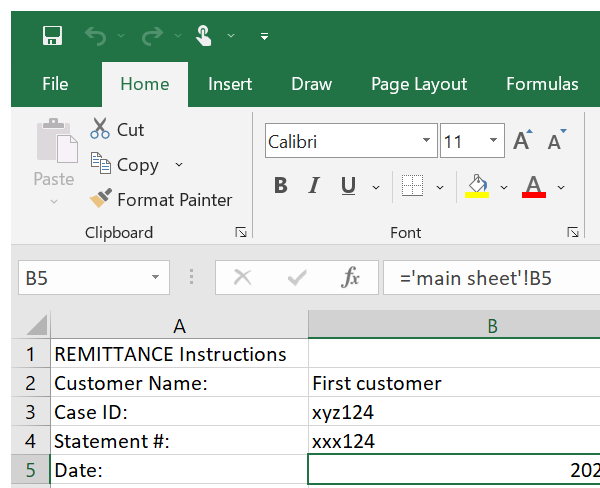 File Home Insert Draw Page Layout Formulas
Cut
Copy
Paste
Format Painter
Clipboard
Calibri 11 A A
B I U A
Font
B5 fx ='main sheet'!B5
A B
1 REMITTANCE Instructions
2 Customer Name: First customer
3 Case ID: xyz124
4 Statement #: xxx124
5 Date: 202